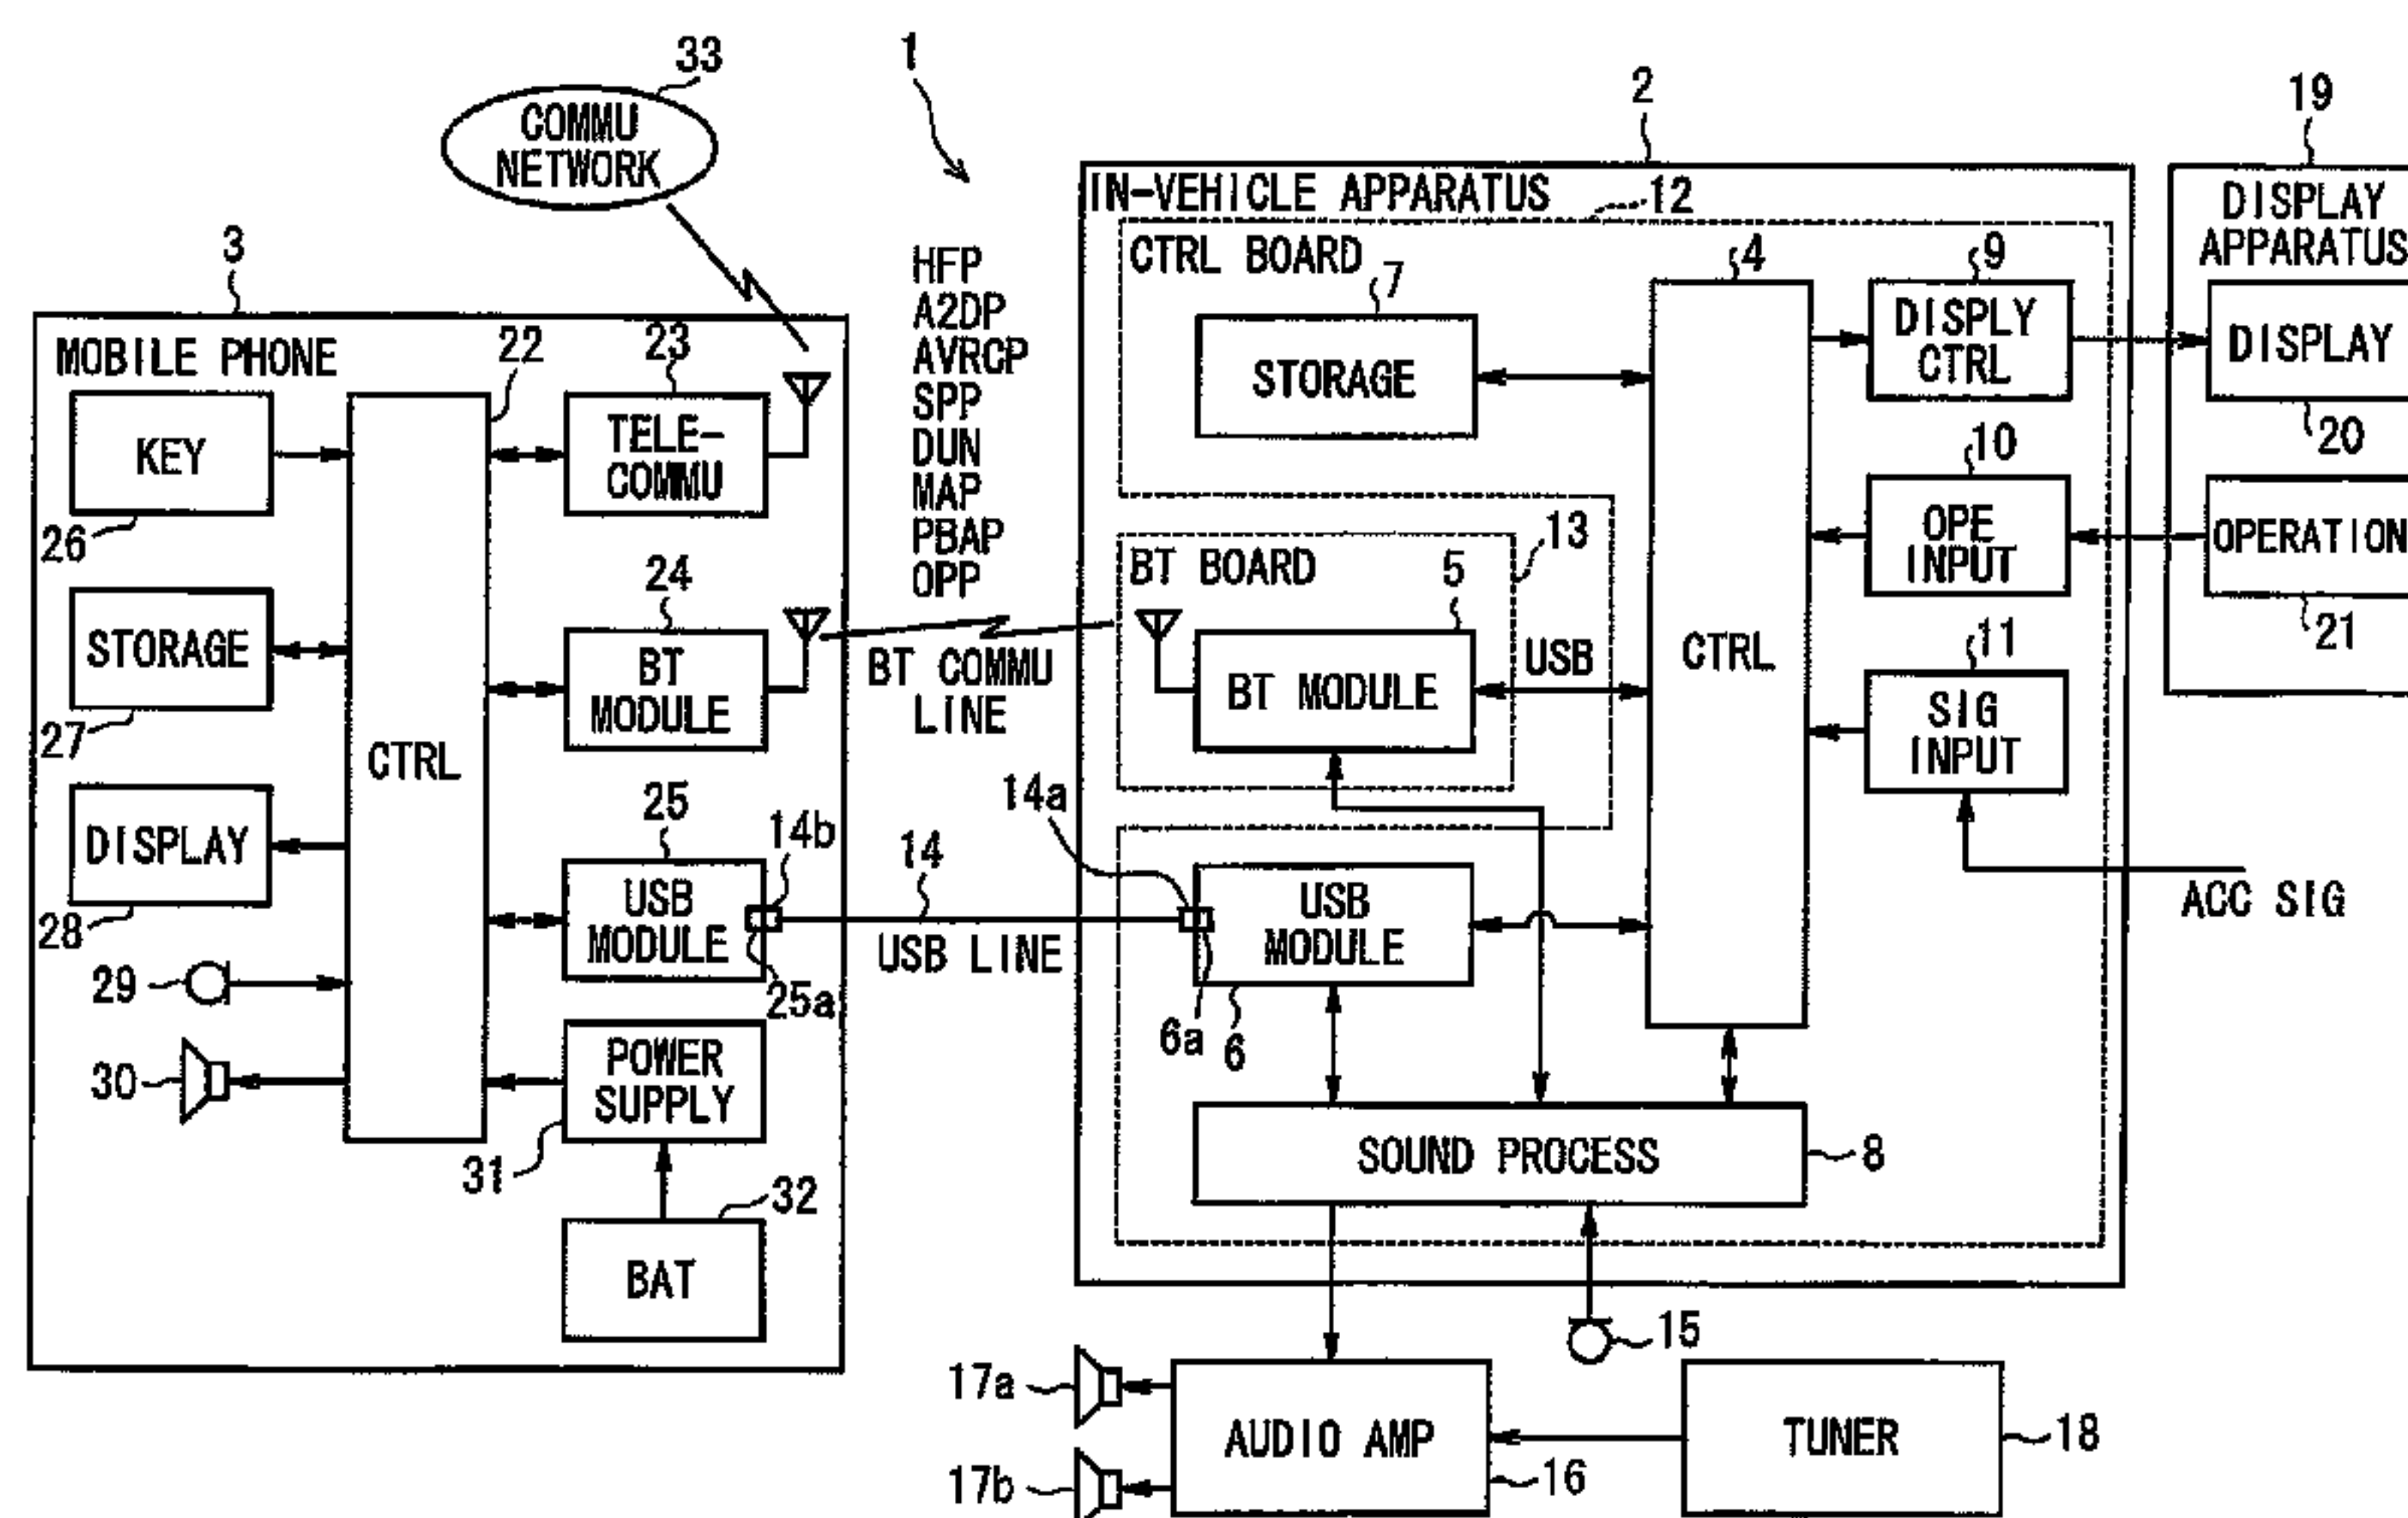 33
COMMU
NETWORK
1
2
19
IN-VEHICLE APPARATUS
12
DISPLAY
APPARATUS
3
HFP
A2DP
AVRCP
SPP
DUN
MAP
PBAP
OPP
CTRL BOARD
7
4
9
MOBILE PHONE
22
23
STORAGE
DISPLY
CTRL
DISPLAY
20
KEY
26
TELE-
COMMU
10
OPE
INPUT
OPERATION
21
24
BT BOARD
5
13
STORAGE
27
BT
MODULE
BT COMMU
LINE
BT MODULE
USB
CTRL
11
SIG
INPUT
CTRL
25
14b
14
14a
DISPLAY
28
USB
MODULE
25a
USB LINE
USB
MODULE
6a
6
ACC SIG
29
30
POWER
SUPPLY
31
SOUND PROCESS
8
32
BAT
15
17a
17b
AUDIO AMP
16
TUNER
18